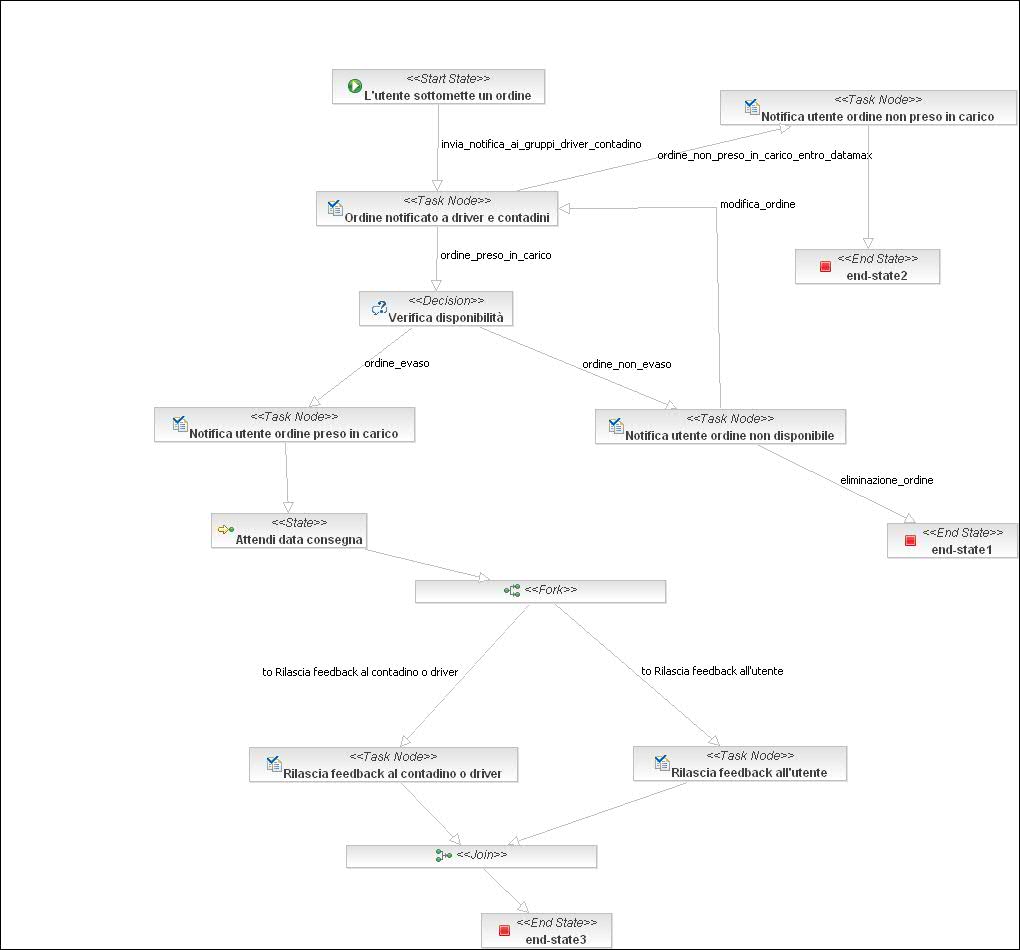 <<Start State>>
L'utente sottomette un ordine
<<Task Node>>
Notifica utente ordine non preso in carico
invia_notifica_ai_gruppi_driver_contadino
ordine_non_preso_in_carico_entro_datamax
<<Task Node>>
Ordine notificato a driver e contadini
modifica_ordine
<<End State>>
end-state2
ordine_preso_in_carico
<<Decision>>
Verifica disponibilità
ordine_evaso
ordine_non_evaso
<<Task Node>>
Notifica utente ordine preso in carico
<<Task Node>>
Notifica utente ordine non disponibile
eliminazione_ordine
<<State>>
Attendi data consegna
<<End State>>
end-state1
<<Fork>>
to Rilascia feedback al contadino o driver
to Rilascia feedback all'utente
<<Task Node>>
Rilascia feedback al contadino o driver
<<Task Node>>
Rilascia feedback all'utente
<<Join>>
<<End State>>
end-state3